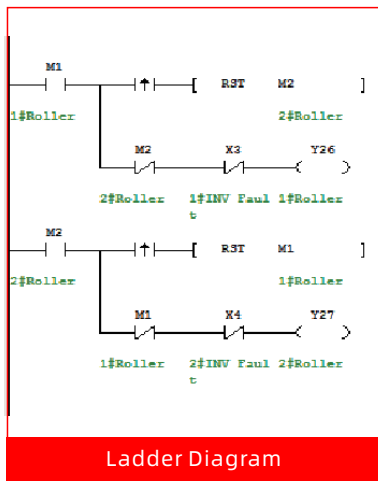 M1
[ RST M2 ]
1#Roller 2#Roller
M2 X3 Y26
2#Roller 1#INV Faul 1#Roller
t
M2
[ RST M1 ]
2#Roller 1#Roller
M1 X4 Y27
1#Roller 2#INV Faul 2#Roller
t
Ladder Diagram